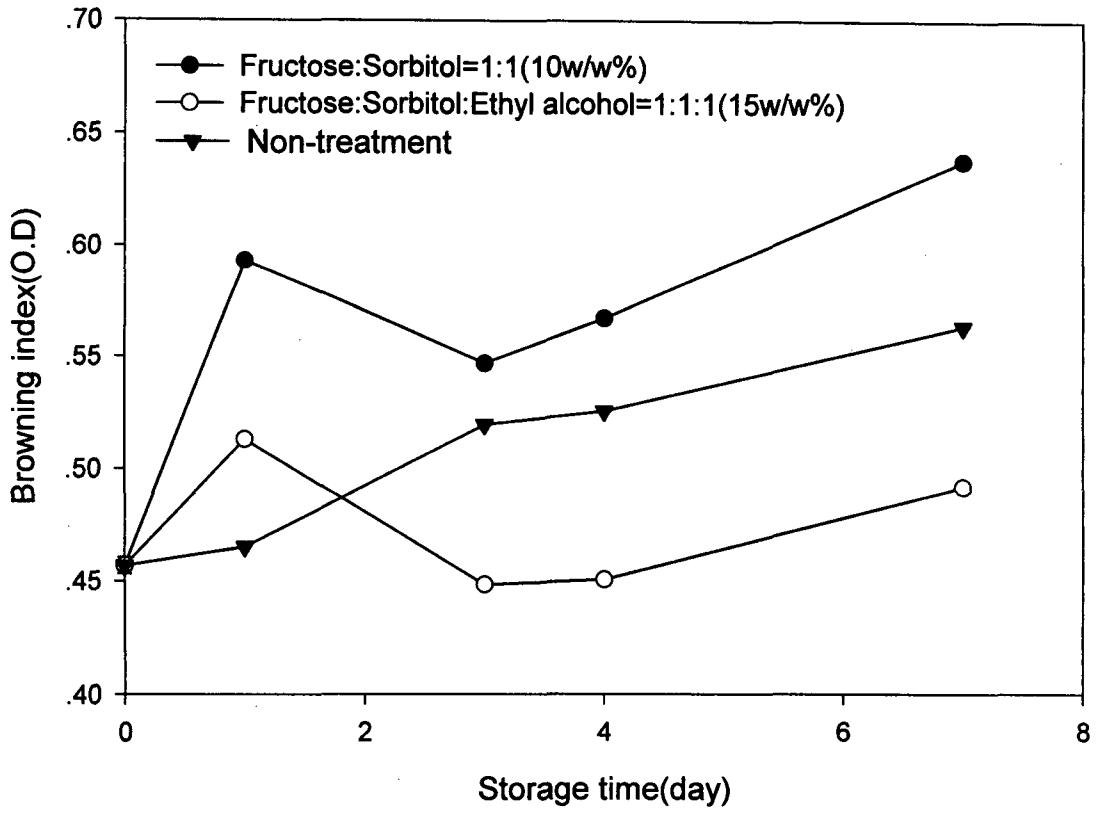 .70
.65
.60
.55
.50
.45
.40
Browning index(O.D)
Fructose:Sorbitol=1:1(10w/w%)
Fructose:Sorbitol:Ethyl alcohol=1:1:1(15w/w%)
Non-treatment
0
2
4
6
8
Storage time(day)